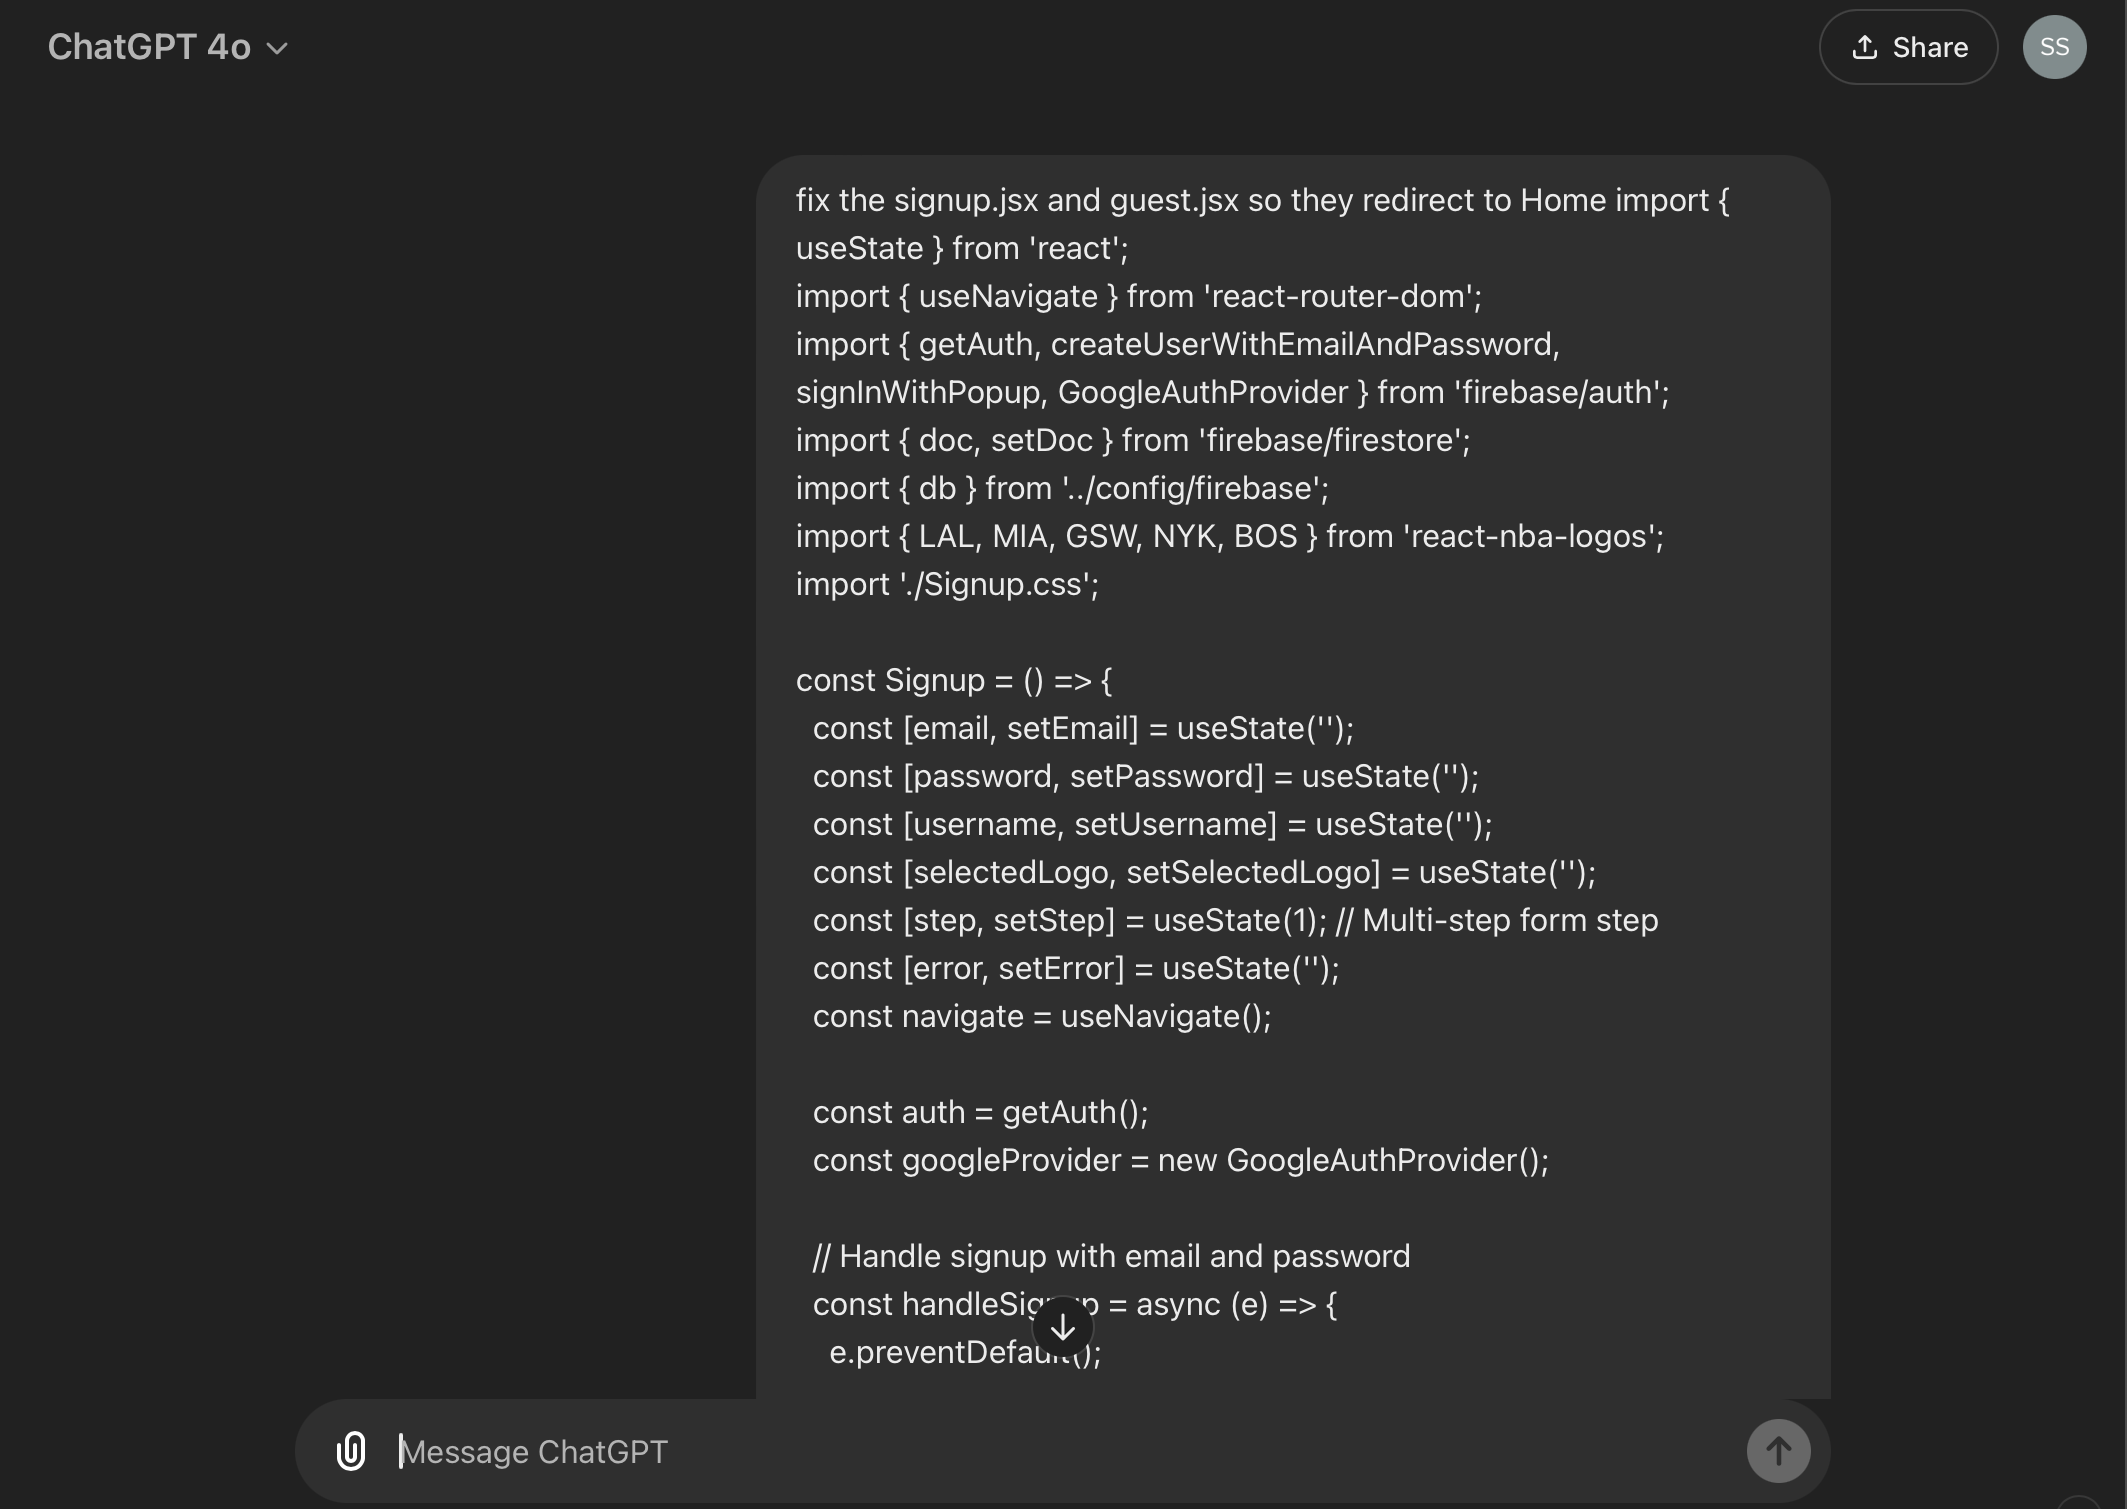 ChatGPT 4o
Share
SS
fix the signup.jsx and guest.jsx so they redirect to Home import {
useState } from 'react';
import { useNavigate } from 'react-router-dom';
import { getAuth, createUserWithEmailAndPassword,
signInWithPopup, GoogleAuthProvider } from 'firebase/auth';
import { doc, setDoc } from 'firebase/firestore';
import { db } from '../config/firebase';
import { LAL, MIA, GSW, NYK, BOS } from 'react-nba-logos';
import './Signup.css';
const Signup = () => {
const [email, setEmail] = useState('');
const [password, setPassword] = useState('');
const [username, setUsername] = useState('');
const [selectedLogo, setSelectedLogo] = useState('');
const [step, setStep] = useState(1); // Multi-step form step
const [error, setError] = useState('');
const navigate = useNavigate();
const auth = getAuth();
const googleProvider = new GoogleAuthProvider();
// Handle signup with email and password
const handleSignup = async (e) => {
e.preventDefault();
Message ChatGPT